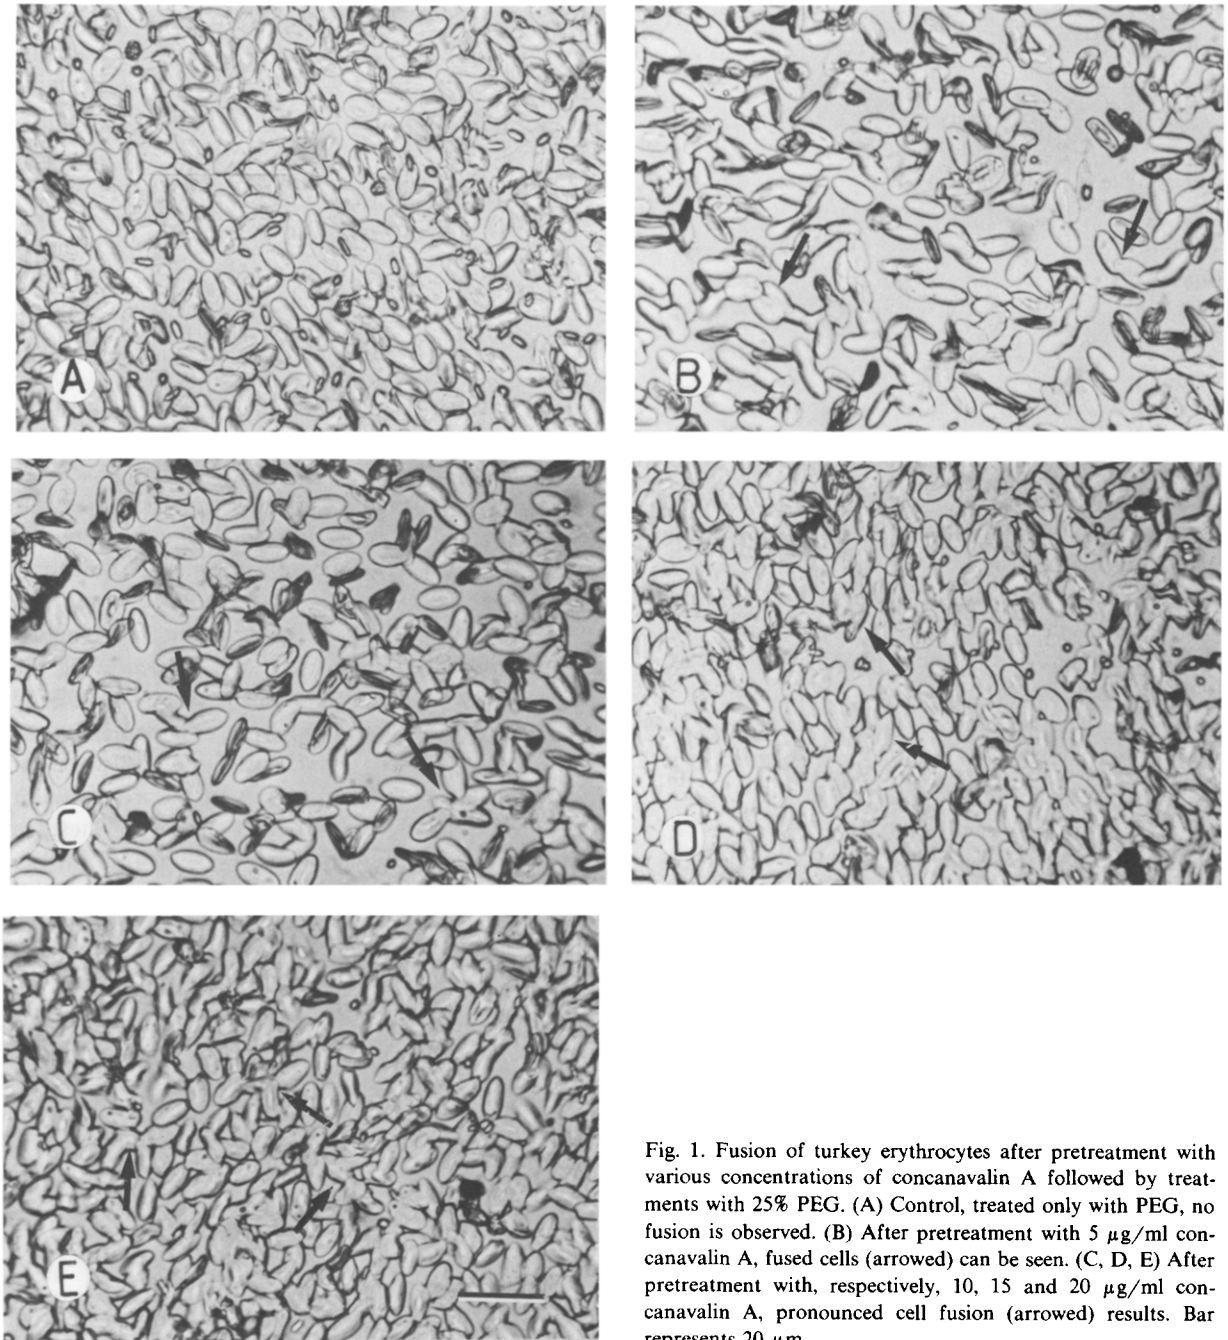 A
B
C
D
E
Fig. 1. Fusion of turkey erythrocytes after pretreatment with
various concentrations of concanavalin A followed by treat-
ments with 25% PEG. (A) Control, treated only with PEG, no
fusion is observed. (B) After pretreatment with 5 μg/ml con-
canavalin A, fused cells (arrowed) can be seen. (C, D, E) After
pretreatment with, respectively, 10, 15 and 20 μg/ml con-
canavalin A, pronounced cell fusion (arrowed) results. Bar
represents 20 μm.